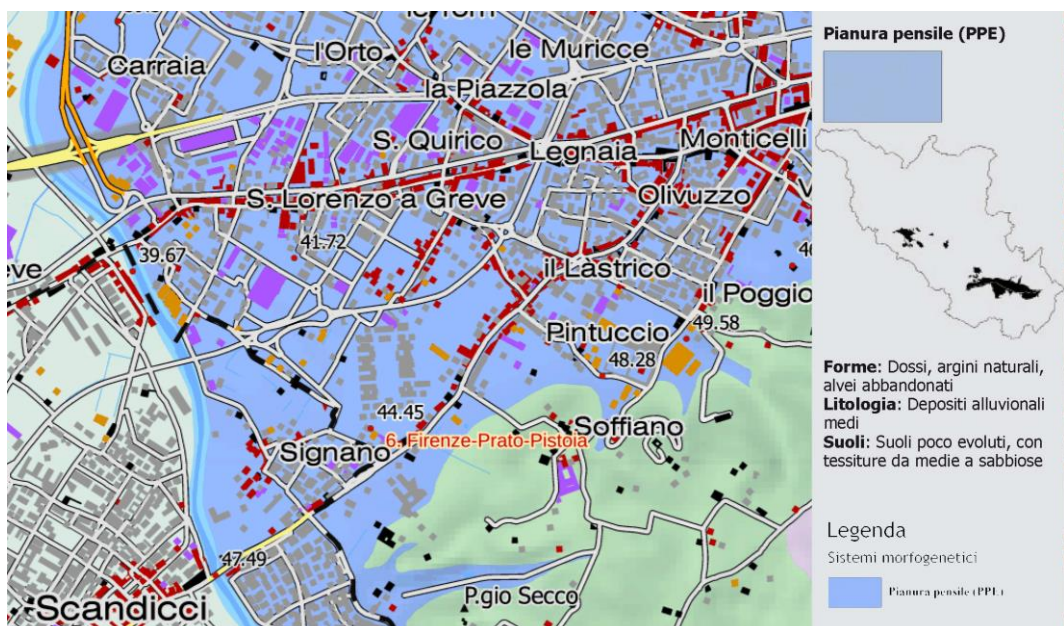 Carraia
l'Orto
le Muricce
la Piazzola
S. Quirico
Legnaia
Monticelli
S. Lorenzo a Greve
Olivuzzo
39.67
41.72
il Lastrico
il Poggio
Pintuccio
49.58
48.28
44.45
Soffiano
6. Firenze-Prato-Pistoia
Signano
47.49
Scandicci
P.gio Secco
Pianura pensile (PPE)
Forme: Dossi, argini naturali,
alvei abbandonati
Litologia: Depositi alluvionali
medi
Suoli: Suoli poco evoluti, con
tessiture da medie a sabbiose
Legenda
Sistemi morfogenetici
Pianura pensile (PPE)